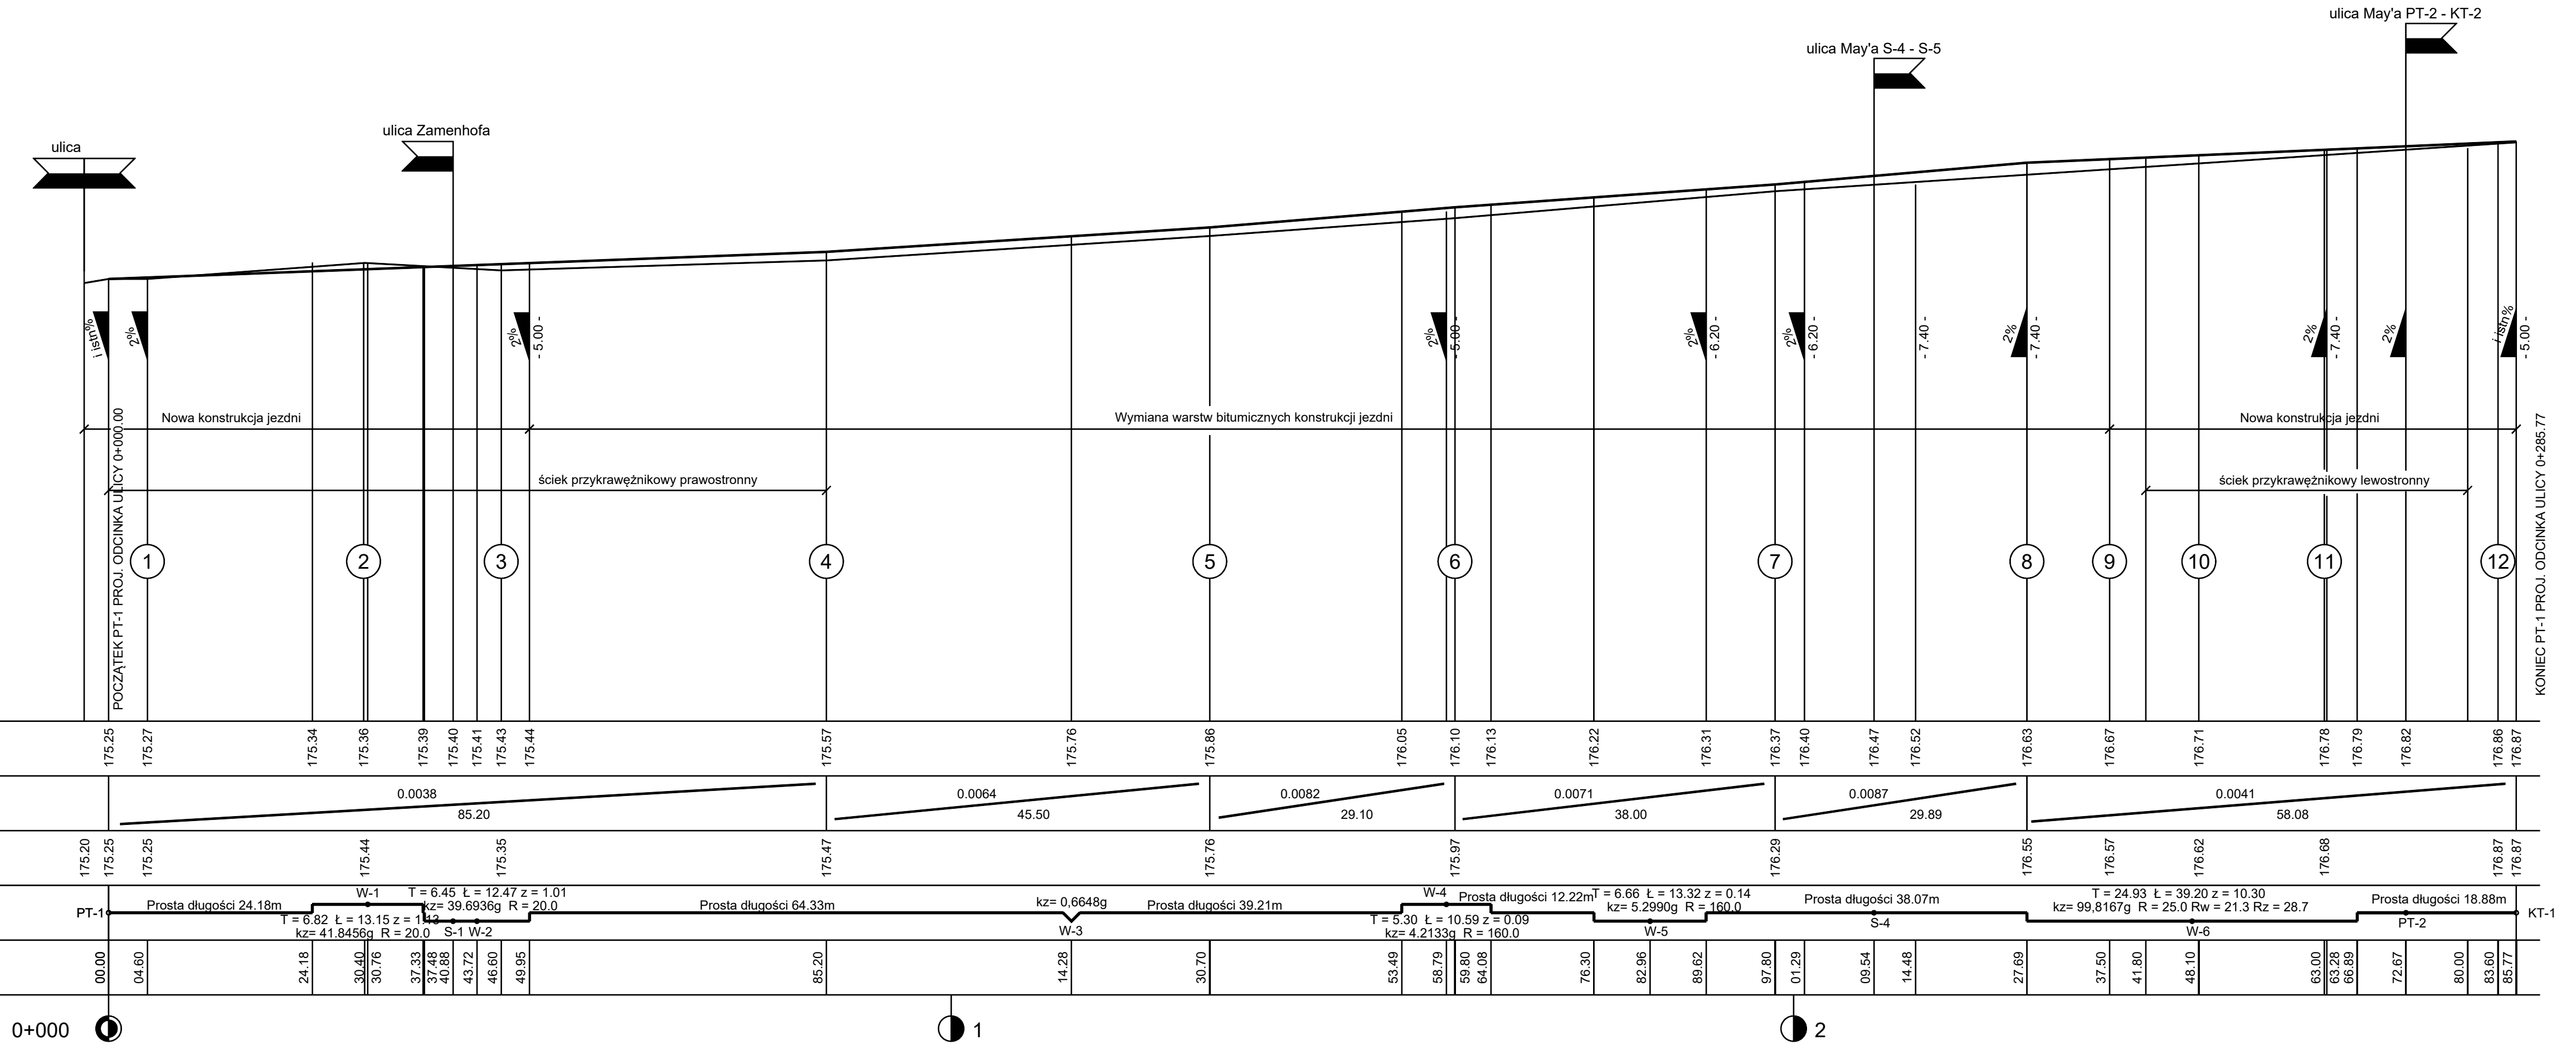 ulica May'a PT-2 - KT-2
ulica May'a S-4 - S-5
ulica Zamenhofa
ulica
i istn%
2%
2%
- 5.00 -
2%
- 5.00 -
2%
- 6.20 -
2%
- 6.20 -
- 7.40 -
2%
- 7.40 -
2%
- 7.40 -
2%
i istn%
- 5.00 -
Nowa konstrukcja jezdni
Wymiana warstw bitumicznych konstrukcji jezdni
Nowa konstrukcja jezdni
ściek przykrawężnikowy prawostronny
ściek przykrawężnikowy lewostronny
POCZĄTEK PT-1 PROJ. ODCINKA ULICY 0+000.00
KONIEC PT-1 PROJ. ODCINKA ULICY 0+285.77
1 2 3 4 5 6 7 8 9 10 11 12
175.25 175.27 175.34 175.36 175.39 175.40 175.41 175.43 175.44 175.57 175.76 175.86 176.05 176.10 176.13 176.22 176.31 176.37 176.40 176.47 176.52 176.63 176.67 176.71 176.78 176.79 176.82 176.86 176.87
0.0038 0.0064 0.0082 0.0071 0.0087 0.0041
85.20 45.50 29.10 38.00 29.89 58.08
175.20 175.25 175.25 175.44 175.35 175.47 175.76 175.97 176.29 176.55 176.57 176.62 176.68 176.87 176.87
PT-1
Prosta długości 24.18m
W-1
T = 6.82 Ł = 13.15 z = 1.13
kz= 41.8456g R = 20.0
T = 6.45 Ł = 12.47 z = 1.01
kz= 39.6936g R = 20.0
S-1 W-2
Prosta długości 64.33m
kz= 0,6648g
W-3
Prosta długości 39.21m
W-4
T = 5.30 Ł = 10.59 z = 0.09
kz= 4.2133g R = 160.0
Prosta długości 12.22m
T = 6.66 Ł = 13.32 z = 0.14
kz= 5.2990g R = 160.0
W-5
Prosta długości 38.07m
S-4
T = 24.93 Ł = 39.20 z = 10.30
kz= 99,8167g R = 25.0 Rw = 21.3 Rz = 28.7
W-6
Prosta długości 18.88m
PT-2
KT-1
00.00 04.60 24.18 30.40 30.76 37.33 37.48 40.88 43.72 46.60 49.95 85.20 14.28 30.70 53.49 58.79 59.80 64.08 76.30 82.96 89.62 97.80 01.29 09.54 14.48 27.69 37.50 41.80 48.10 63.00 63.28 66.89 72.67 80.00 83.60 85.77
0+000 1 2